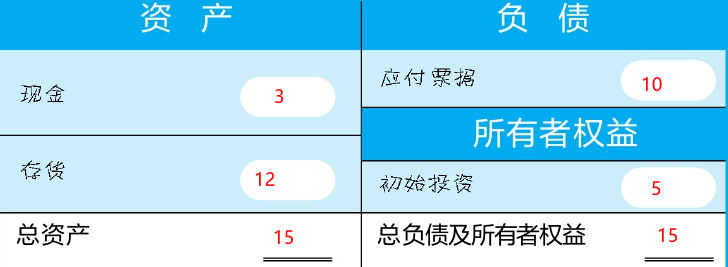 资 产
现金 3
存货 12
总资产 15
负 债
应付票据 10
所有者权益
初始投资 5
总负债及所有者权益 15